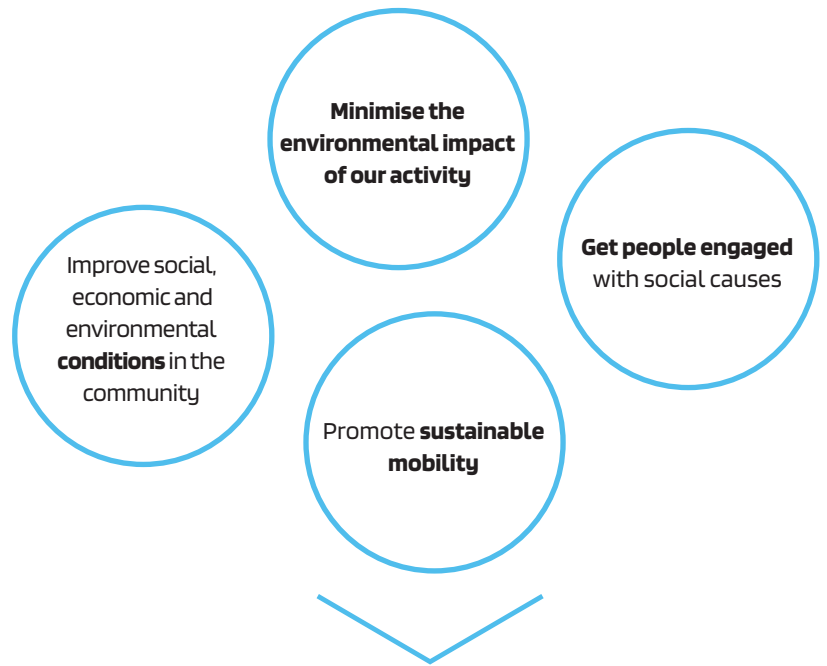 Minimise the
environmental impact
of our activity
Get people engaged
with social causes
Improve social,
economic and
environmental
conditions in the
community
Promote sustainable
mobility